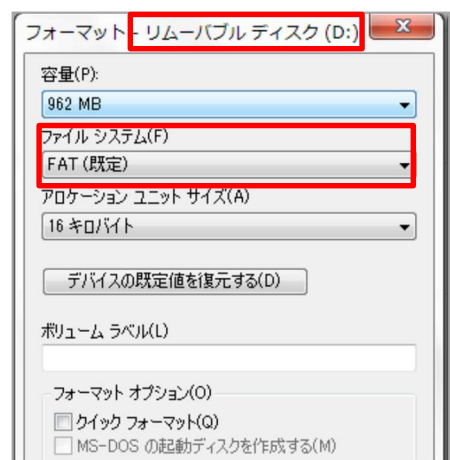 フォーマット - リムーバブル ディスク (D:)
容量(P):
962 MB
ファイル システム(F)
FAT (既定)
アロケーション ユニット サイズ(A)
16 キロバイト
デバイスの既定値を復元する(D)
ボリューム ラベル(L)
フォーマット オプション(O)
クイック フォーマット(Q)
MS-DOS の起動ディスクを作成する(M)